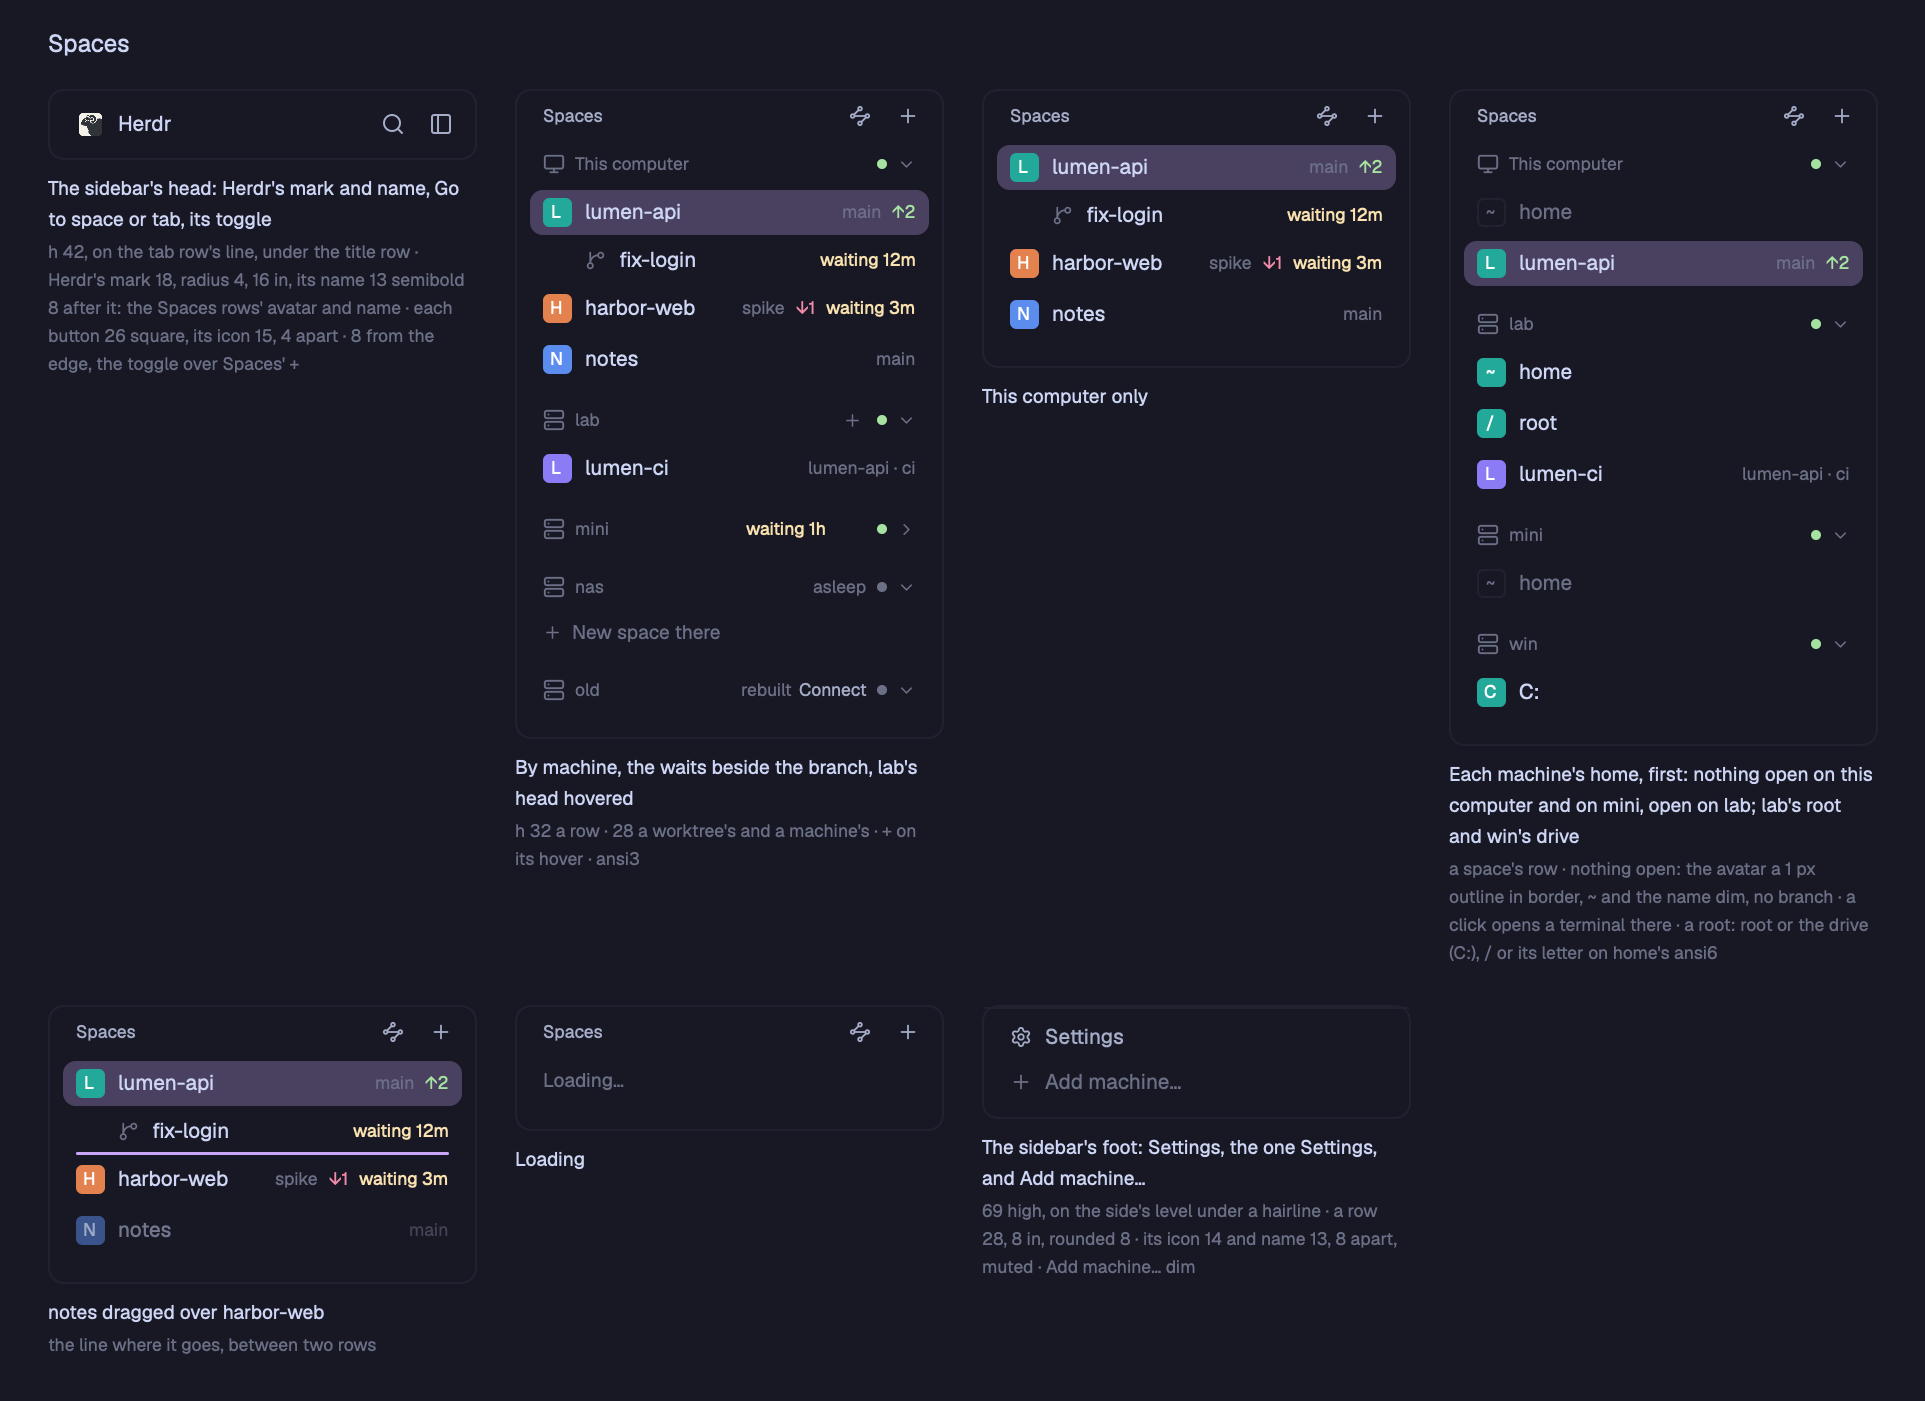 Spaces
Herdr
The sidebar's head: Herdr's mark and name, Go
to space or tab, its toggle
h 42, on the tab row's line, under the title row ·
Herdr's mark 18, radius 4, 16 in, its name 13 semibold
8 after it: the Spaces rows' avatar and name · each
button 26 square, its icon 15, 4 apart · 8 from the
edge, the toggle over Spaces' +
Spaces
This computer
L lumen-api main ↑2
fix-login waiting 12m
H harbor-web spike ↓1 waiting 3m
N notes main
lab
L lumen-ci lumen-api · ci
mini waiting 1h
nas asleep
+ New space there
old rebuilt Connect
By machine, the waits beside the branch, lab's
head hovered
h 32 a row · 28 a worktree's and a machine's · + on
its hover · ansi3
Spaces
L lumen-api main ↑2
fix-login waiting 12m
H harbor-web spike ↓1 waiting 3m
N notes main
This computer only
Spaces
This computer
~ home
L lumen-api main ↑2
lab
~ home
/ root
L lumen-ci lumen-api · ci
mini
~ home
win
C C:
Each machine's home, first: nothing open on this
computer and on mini, open on lab; lab's root
and win's drive
a space's row · nothing open: the avatar a 1 px
outline in border, ~ and the name dim, no branch · a
click opens a terminal there · a root: root or the drive
(C:), / or its letter on home's ansi6
Spaces
L lumen-api main ↑2
fix-login waiting 12m
H harbor-web spike ↓1 waiting 3m
N notes main
notes dragged over harbor-web
the line where it goes, between two rows
Spaces
Loading...
Loading
Settings
+ Add machine...
The sidebar's foot: Settings, the one Settings,
and Add machine...
69 high, on the side's level under a hairline · a row
28, 8 in, rounded 8 · its icon 14 and name 13, 8 apart,
muted · Add machine... dim